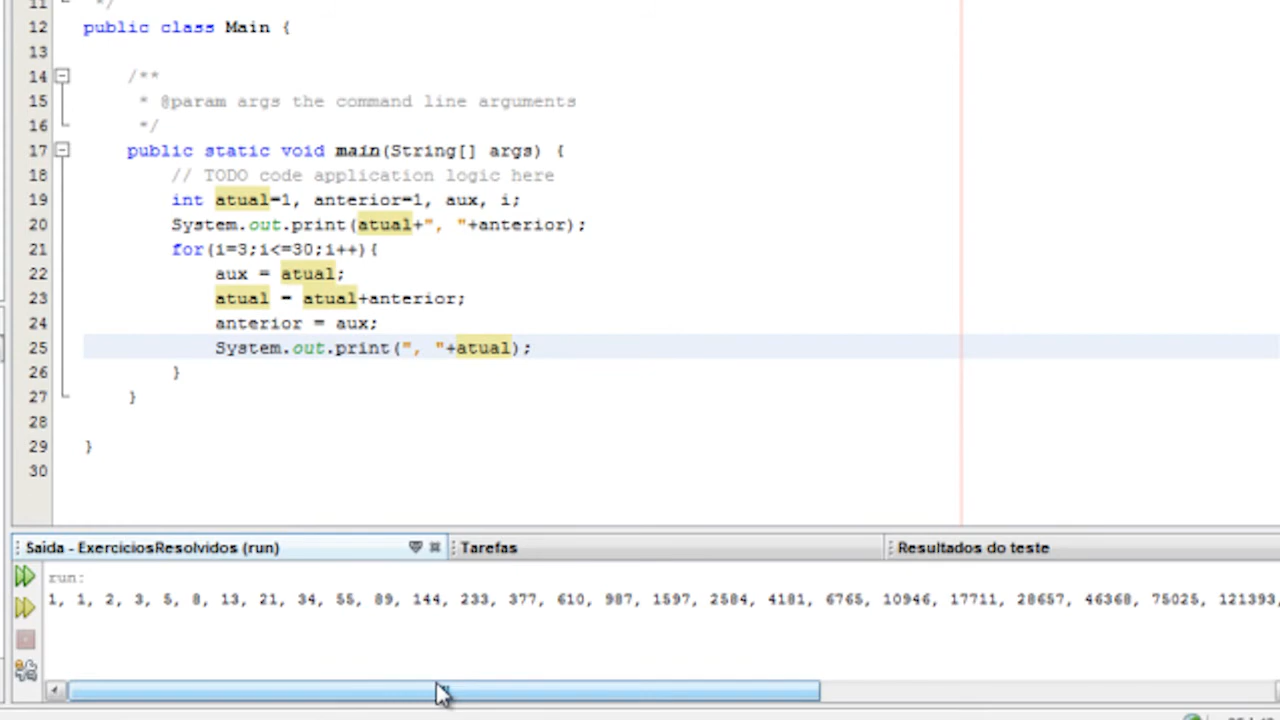 11 */
12 public class Main {
13
14 /**
15 * @param args the command line arguments
16 */
17 public static void main(String[] args) {
18 // TODO code application logic here
19 int atual=1, anterior=1, aux, i;
20 System.out.print(atual+", "+anterior);
21 for(i=3;i<=30;i++){
22 aux = atual;
23 atual = atual+anterior;
24 anterior = aux;
25 System.out.print(", "+atual);
26 }
27 }
28
29 }
30
Saída - ExerciciosResolvidos (run) Tarefas Resultados do teste
run:
1, 1, 2, 3, 5, 8, 13, 21, 34, 55, 89, 144, 233, 377, 610, 987, 1597, 2584, 4181, 6765, 10946, 17711, 28657, 46368, 75025, 121393,